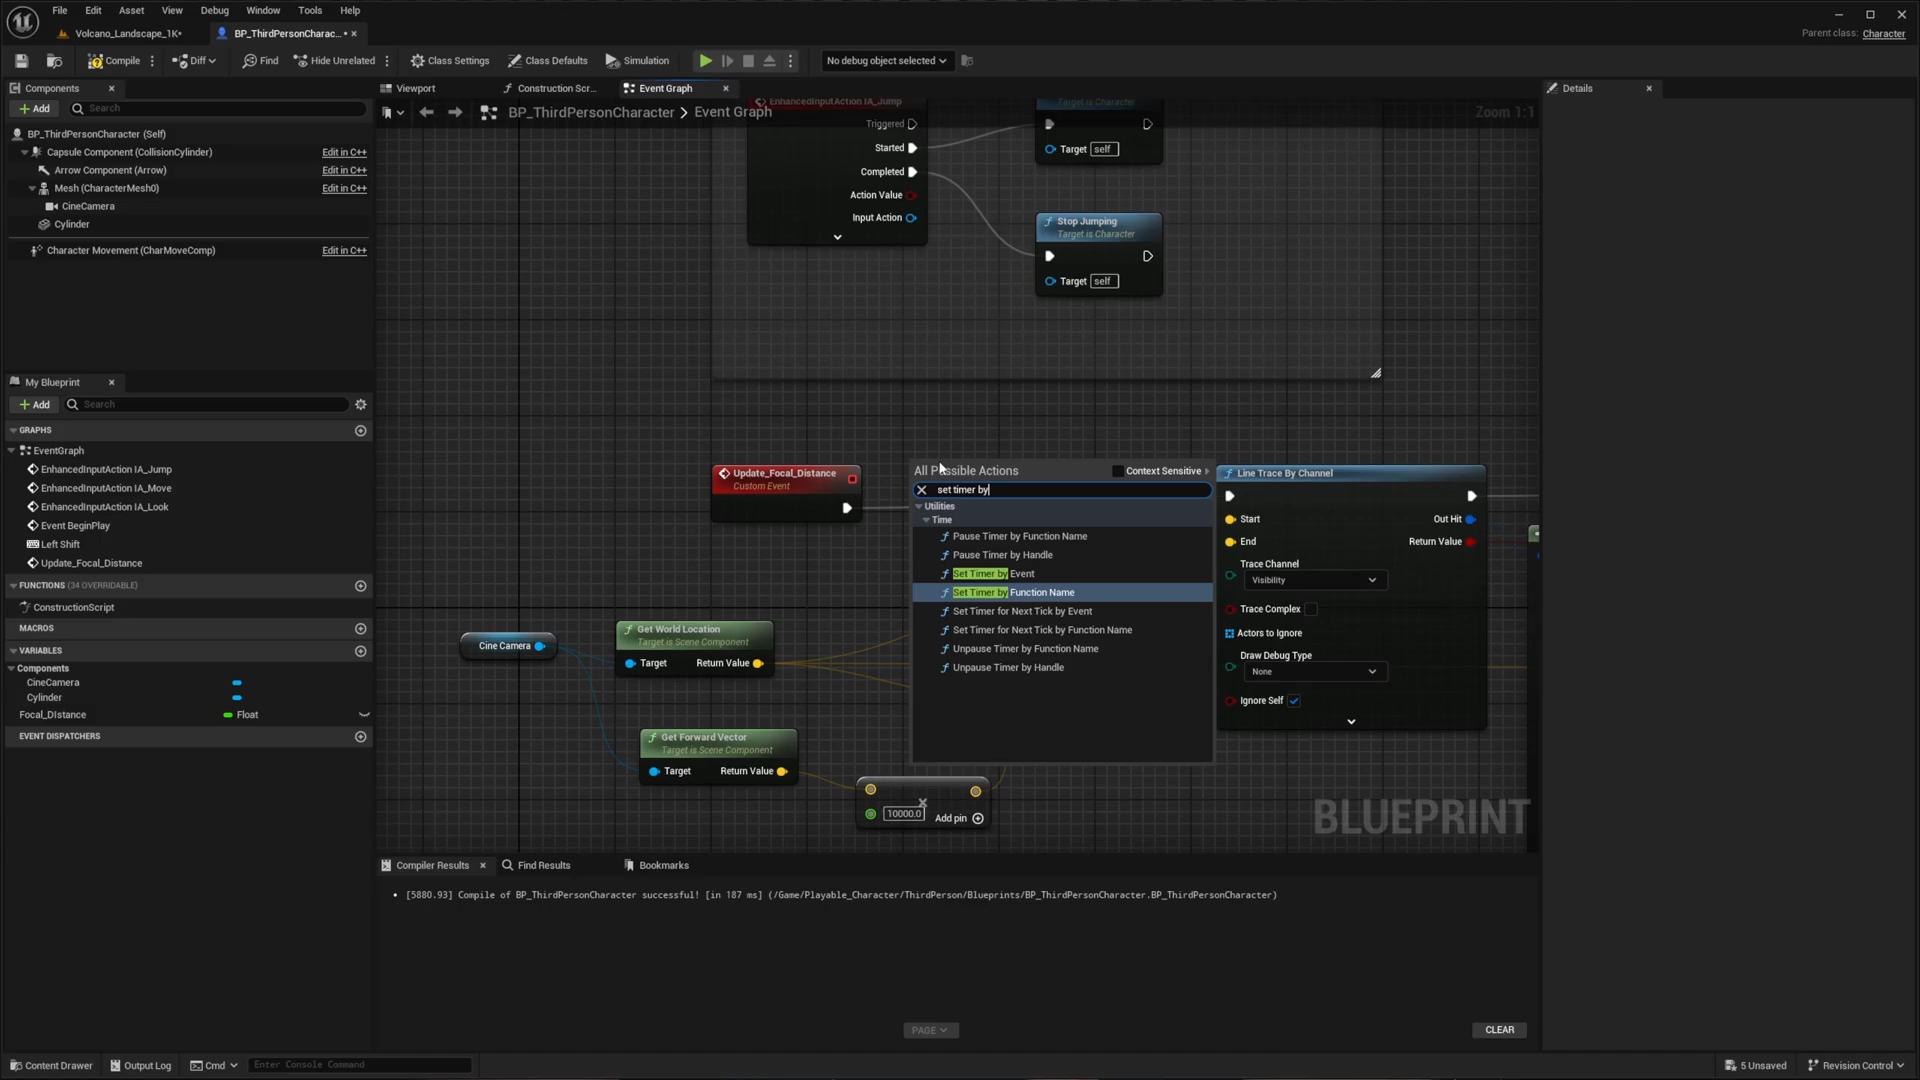 File Edit Asset View Debug Window Tools Help
Volcano_Landscape_1K*
BP_ThirdPersonCharac... •
Parent class: Character
Compile
Diff
Find
Hide Unrelated
Class Settings
Class Defaults
Simulation
No debug object selected
Components
Viewport
Construction Scr...
Event Graph
Details
Add
Search
BP_ThirdPersonCharacter > Event Graph
Zoom 1:1
BP_ThirdPersonCharacter (Self)
Capsule Component (CollisionCylinder) Edit in C++
Arrow Component (Arrow) Edit in C++
Mesh (CharacterMesh0) Edit in C++
CineCamera
Cylinder
Character Movement (CharMoveComp) Edit in C++
EnhancedInputAction IA_Jump
Triggered
Started
Completed
Action Value
Input Action
Target is Character
Target self
Stop Jumping
Target is Character
Target self
My Blueprint
Add
Search
GRAPHS
EventGraph
EnhancedInputAction IA_Jump
EnhancedInputAction IA_Move
EnhancedInputAction IA_Look
Event BeginPlay
Left Shift
Update_Focal_Distance
FUNCTIONS (34 OVERRIDABLE)
ConstructionScript
MACROS
VARIABLES
Components
CineCamera
Cylinder
Focal_DIstance Float
EVENT DISPATCHERS
Update_Focal_Distance
Custom Event
All Possible Actions
Context Sensitive
set timer by
Utilities
Time
Pause Timer by Function Name
Pause Timer by Handle
Set Timer by Event
Set Timer by Function Name
Set Timer for Next Tick by Event
Set Timer for Next Tick by Function Name
Unpause Timer by Function Name
Unpause Timer by Handle
Line Trace By Channel
Start
Out Hit
End
Return Value
Trace Channel
Visibility
Trace Complex
Actors to Ignore
Draw Debug Type
None
Ignore Self
Cine Camera
Get World Location
Target is Scene Component
Target Return Value
Get Forward Vector
Target is Scene Component
Target Return Value
10000.0
Add pin
BLUEPRINT
Compiler Results
Find Results
Bookmarks
• [5880.93] Compile of BP_ThirdPersonCharacter successful! [in 187 ms] (/Game/Playable_Character/ThirdPerson/Blueprints/BP_ThirdPersonCharacter.BP_ThirdPersonCharacter)
PAGE
CLEAR
Content Drawer
Output Log
Cmd
Enter Console Command
5 Unsaved
Revision Control